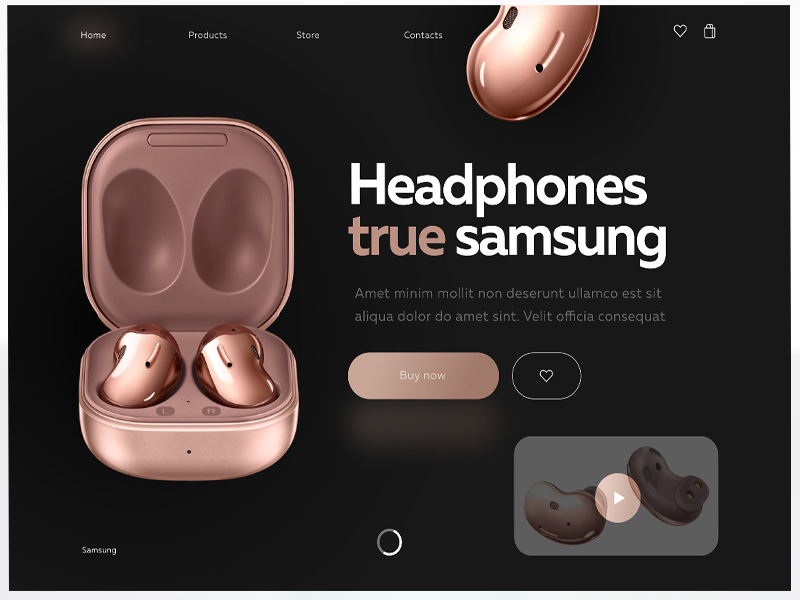 Home
Products
Store
Contacts
Headphones
true samsung
Amet minim mollit non deserunt ullamco est sit
aliqua dolor do amet sint. Velit officia consequat
Buy now
L
R
Samsung